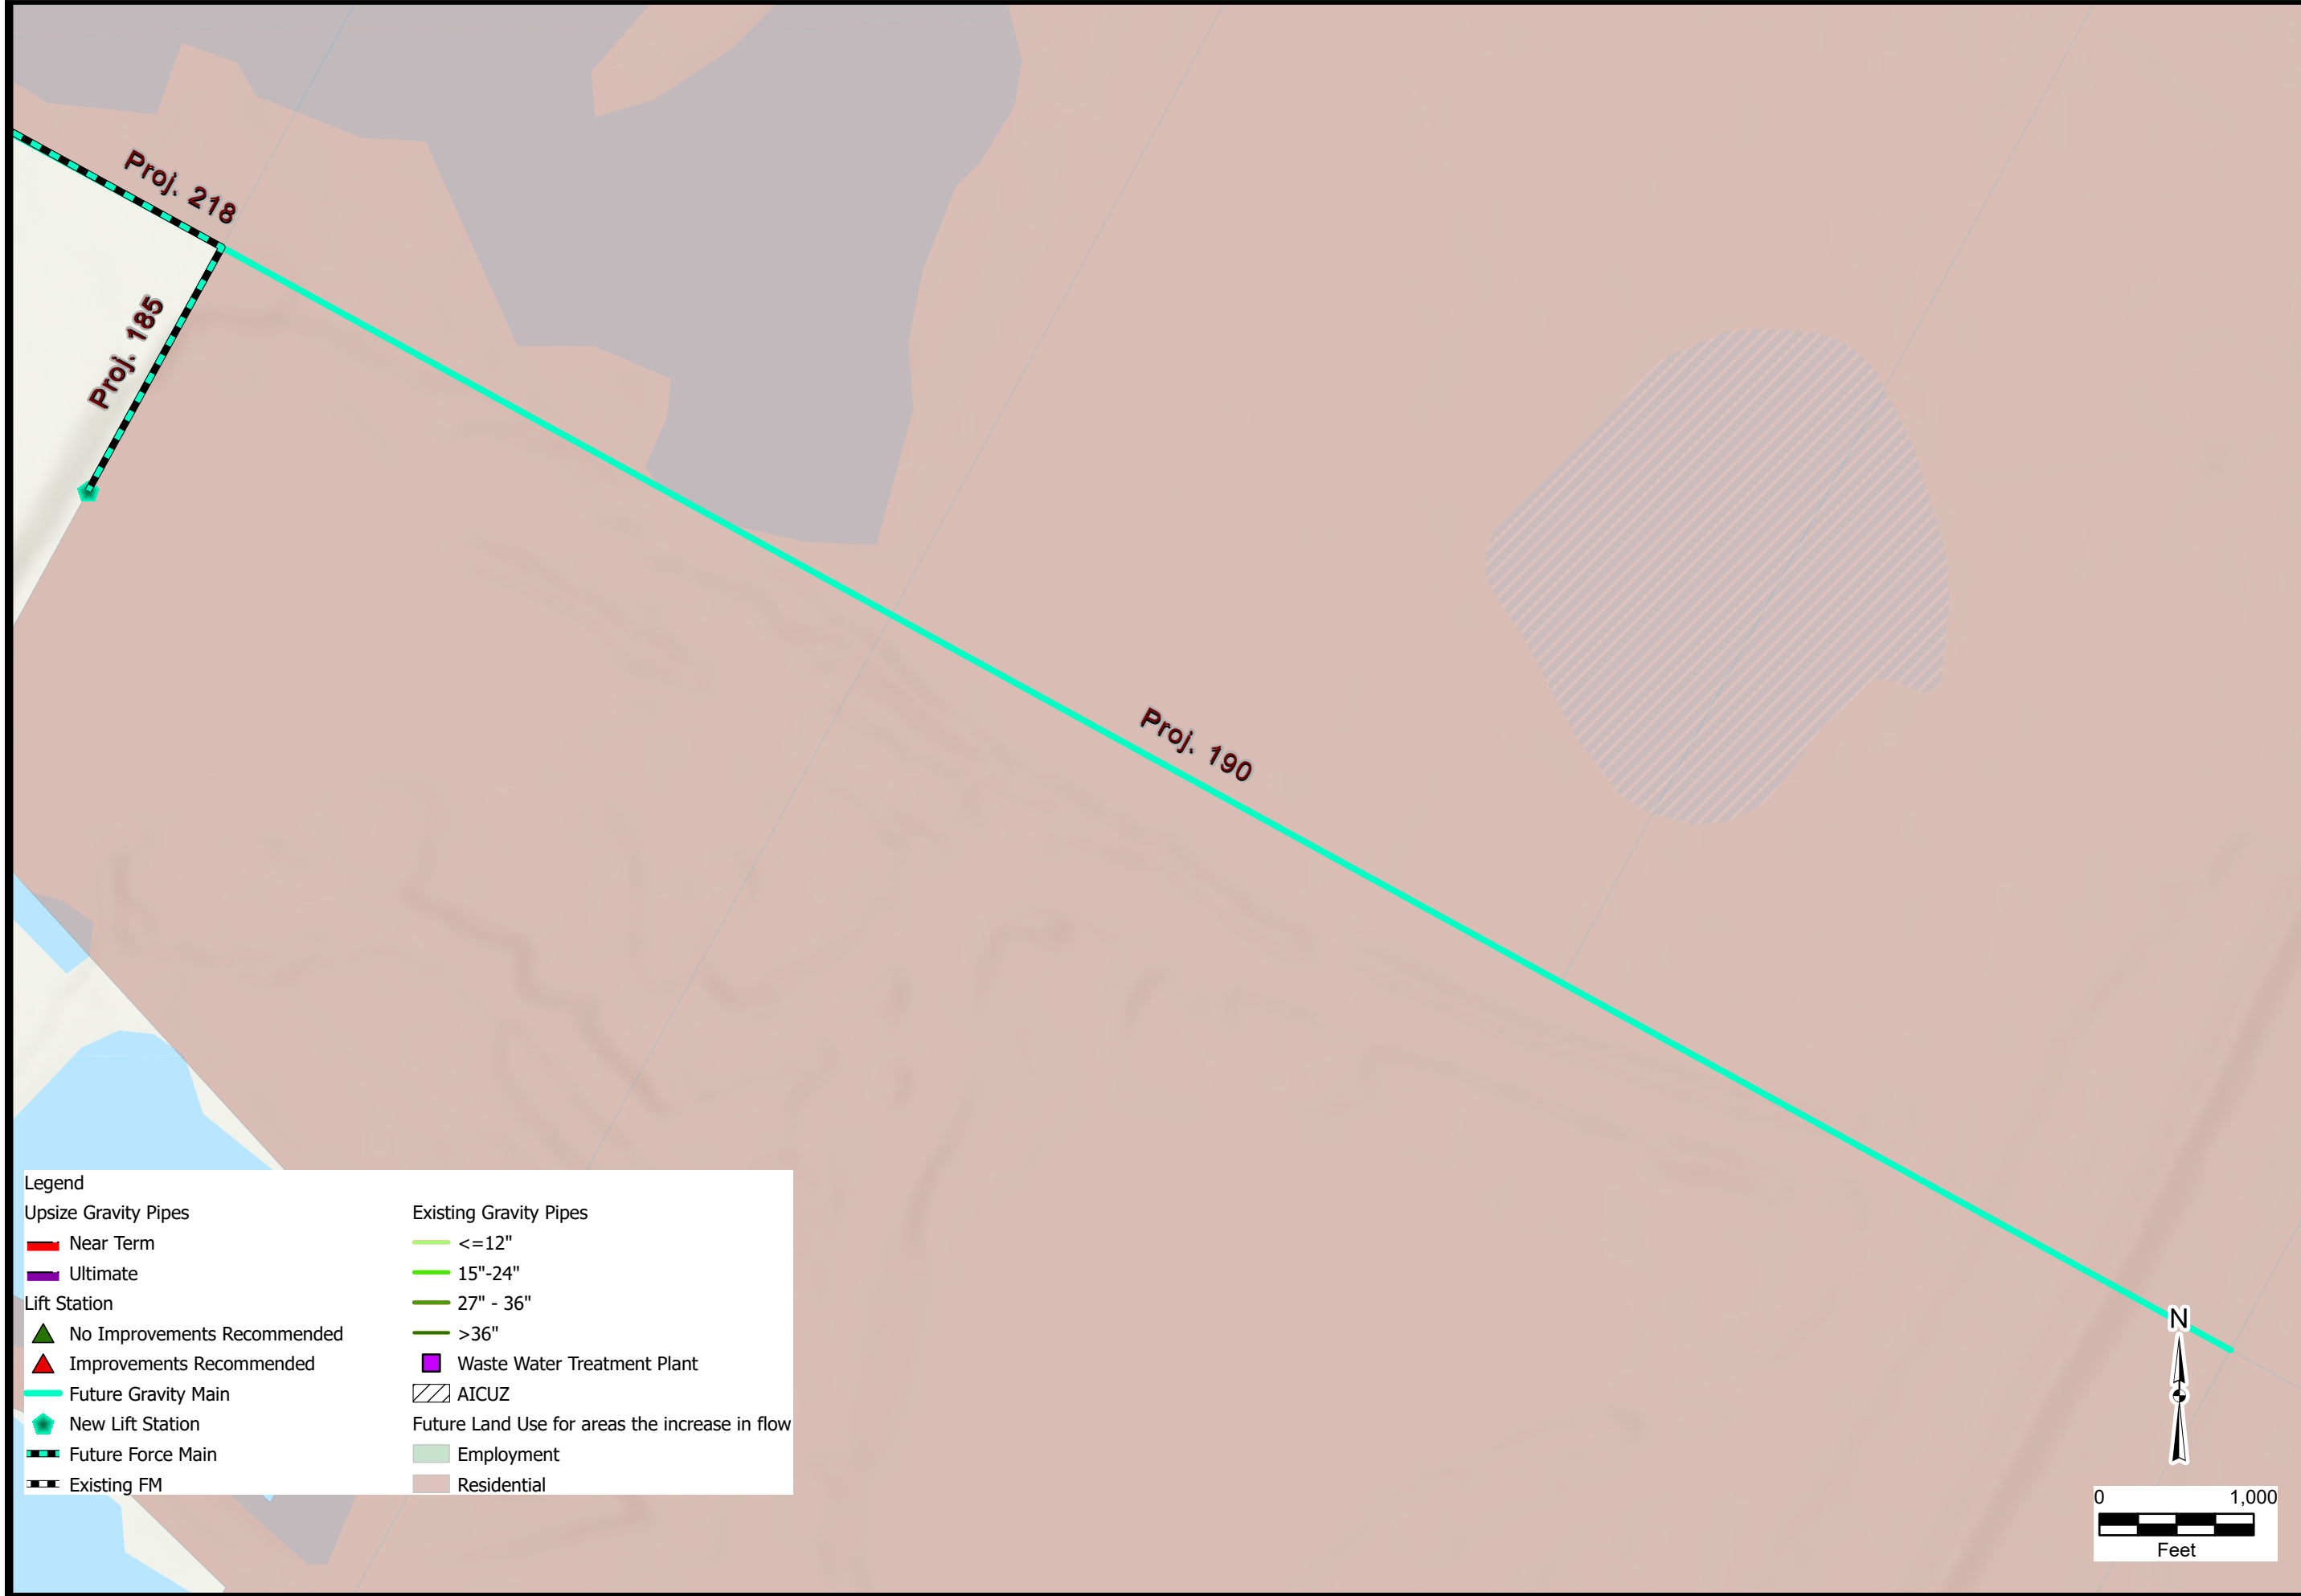 Proj. 218
Proj. 185
Proj. 190
Legend
Upsize Gravity Pipes
Near Term
Ultimate
Lift Station
No Improvements Recommended
Improvements Recommended
Future Gravity Main
New Lift Station
Future Force Main
Existing FM
Existing Gravity Pipes
<=12"
15"-24"
27" - 36"
>36"
Waste Water Treatment Plant
AICUZ
Future Land Use for areas the increase in flow
Employment
Residential
N
0 1,000
Feet